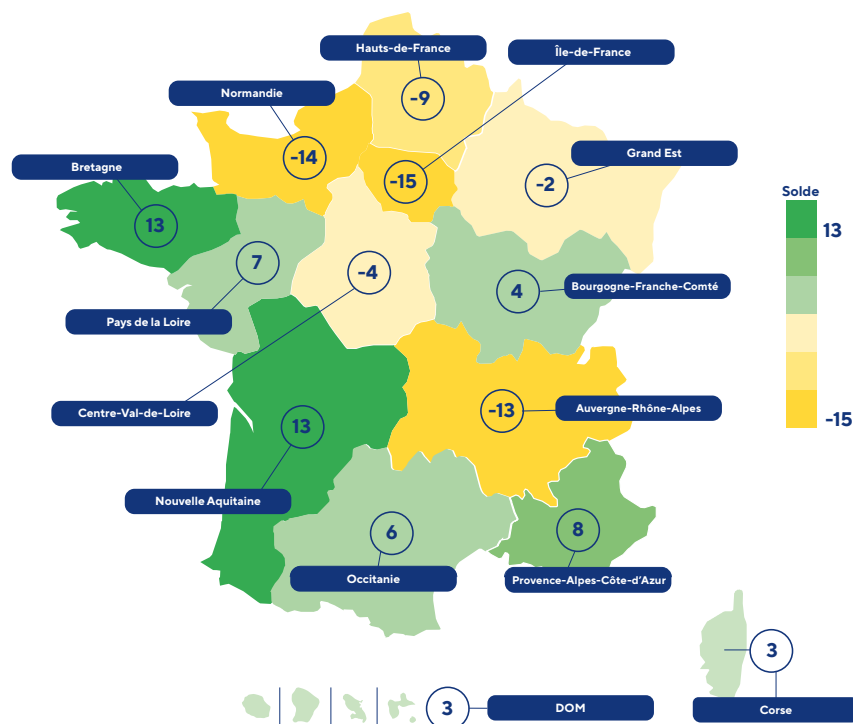 Hauts-de-France
Île-de-France
-9
Normandie
-14
Grand Est
-15
Bretagne
-2
Solde
13
13
7
-4
4
Bourgogne-Franche-Comté
Pays de la Loire
Centre-Val-de-Loire
-13
Auvergne-Rhône-Alpes
-15
13
Nouvelle Aquitaine
6
8
Occitanie
Provence-Alpes-Côte-d’Azur
3
3
DOM
Corse